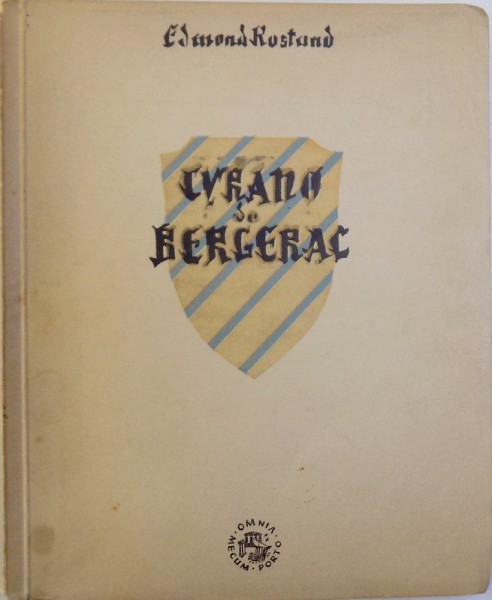 Edmond Rostand
CYRANO
de
BERGERAC
OMNIA · MECUM · PORTO